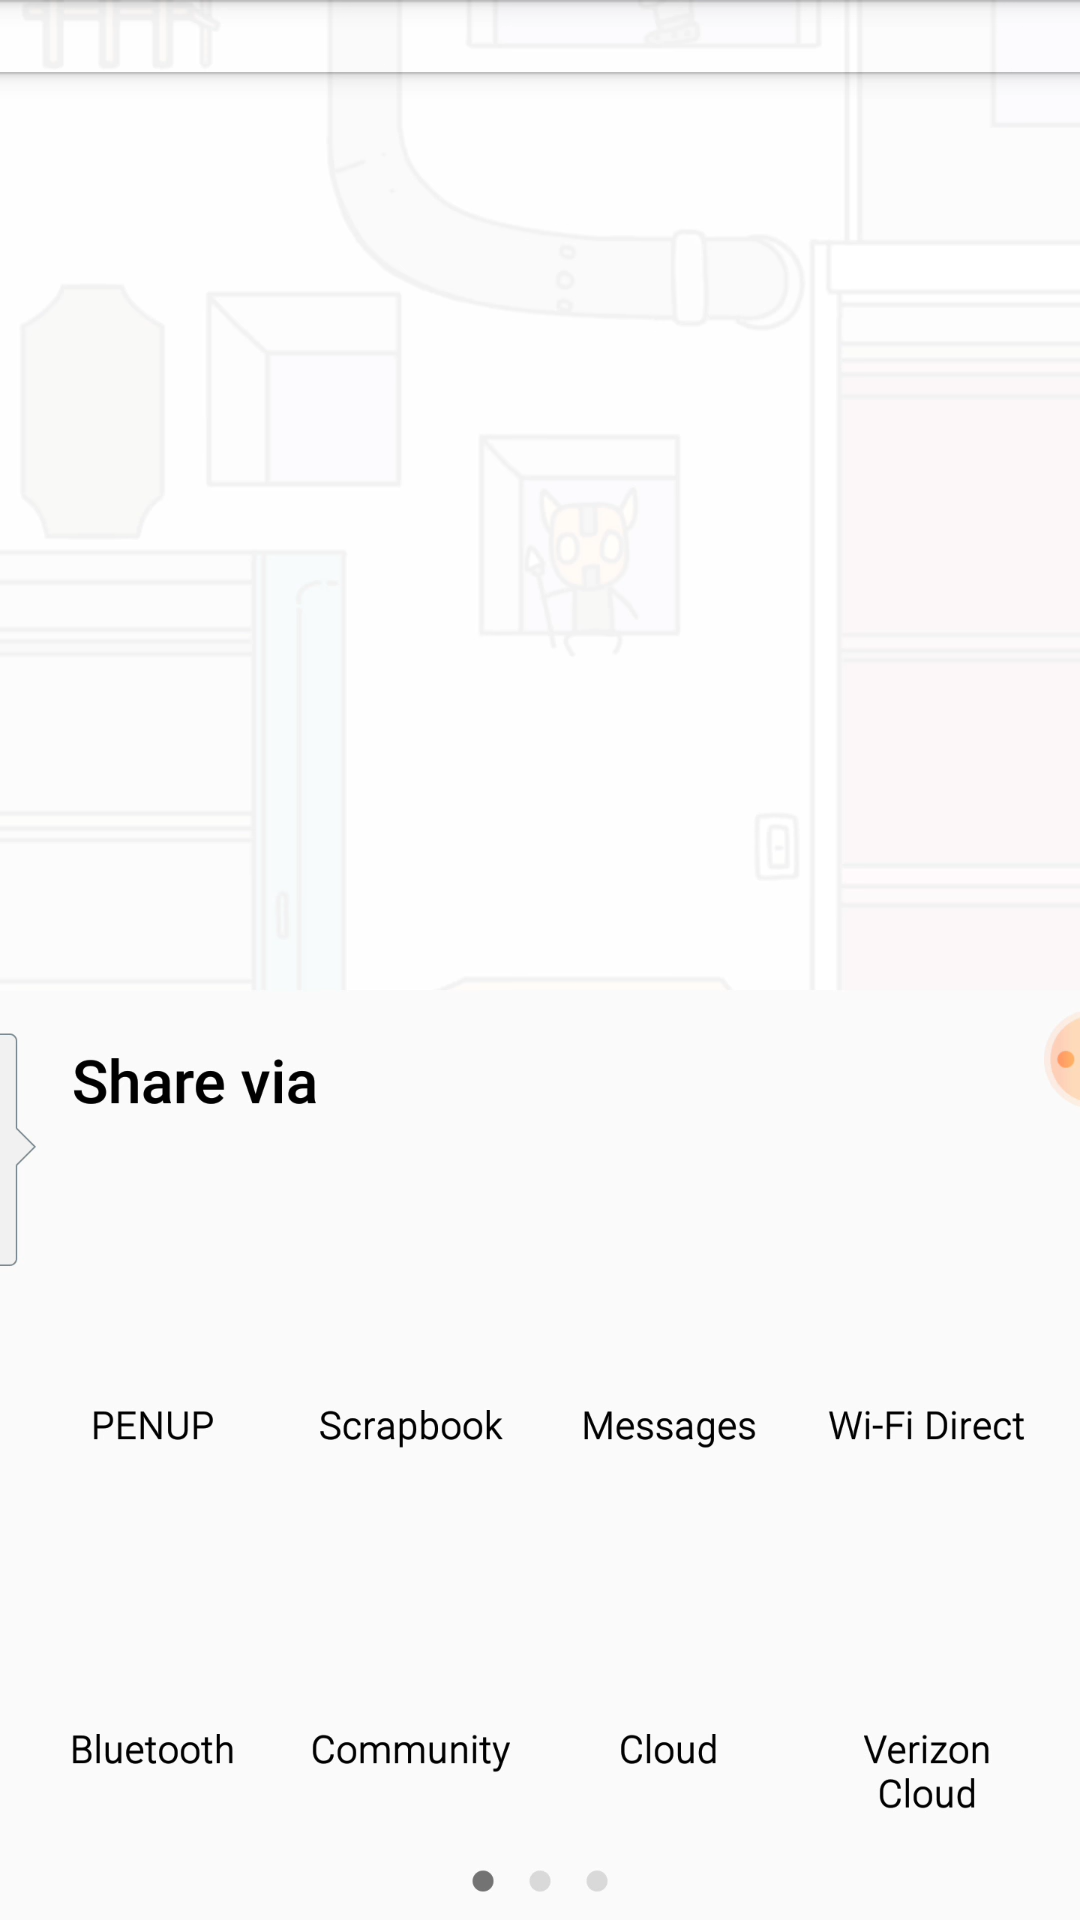 Share via
PENUP
Scrapbook
Messages
Wi-Fi Direct
Bluetooth
Community
Cloud
Verizon
Cloud